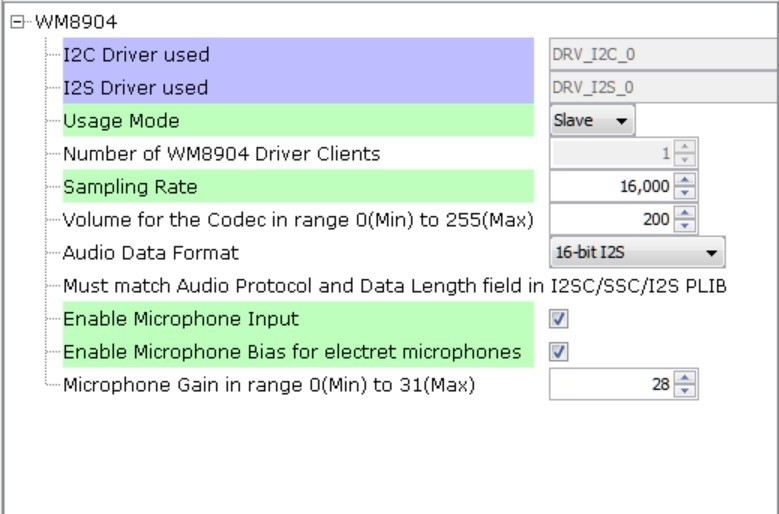 WM8904
I2C Driver used DRV_I2C_0
I2S Driver used DRV_I2S_0
Usage Mode Slave
Number of WM8904 Driver Clients 1
Sampling Rate 16,000
Volume for the Codec in range 0(Min) to 255(Max) 200
Audio Data Format 16-bit I2S
Must match Audio Protocol and Data Length field in I2SC/SSC/I2S PLIB
Enable Microphone Input
Enable Microphone Bias for electret microphones
Microphone Gain in range 0(Min) to 31(Max) 28